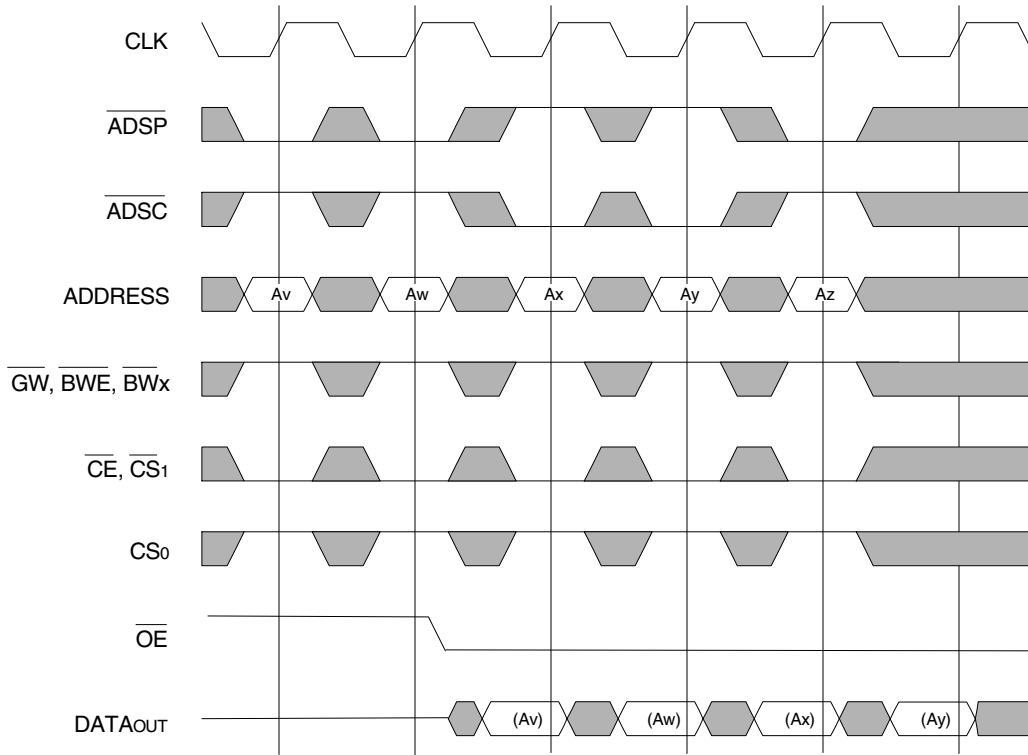 CLK
ADSP
ADSC
ADDRESS Av Aw Ax Ay Az
GW, BWE, BWx
CE, CS1
CS0
OE
DATAOUT (Av) (Aw) (Ax) (Ay)